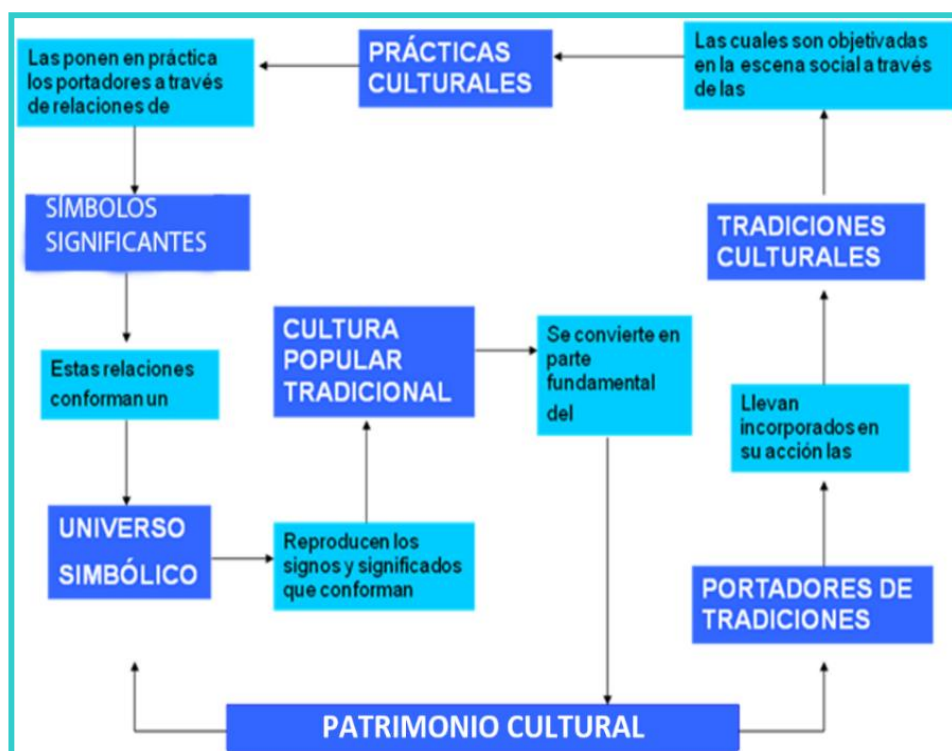 Las ponen en práctica
los portadores a través
de relaciones de
PRÁCTICAS
CULTURALES
Las cuales son objetivadas
en la escena social a través
de las
SÍMBOLOS
SIGNIFICANTES
TRADICIONES
CULTURALES
Estas relaciones
conforman un
CULTURA
POPULAR
TRADICIONAL
Se convierte en
parte
fundamental
del
Llevan
incorporados en
su acción las
UNIVERSO
SIMBÓLICO
Reproducen los
signos y significados
que conforman
PORTADORES DE
TRADICIONES
PATRIMONIO CULTURAL